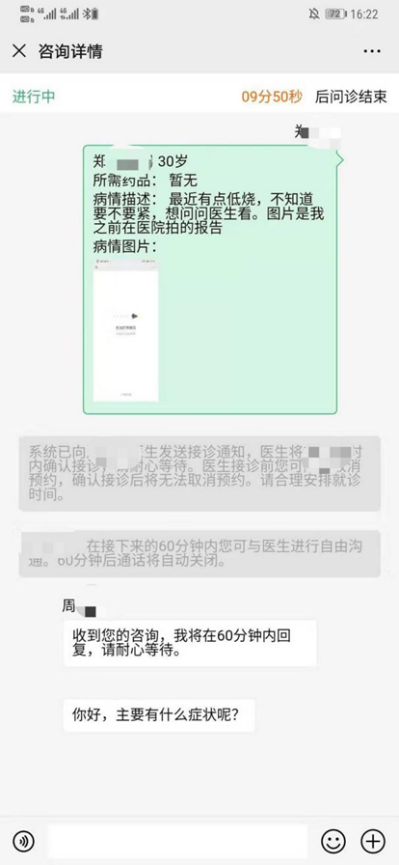 16:22
72
咨询详情
进行中
09分50秒 后问诊结束
郑
郑 30岁
所需药品： 暂无
病情描述： 最近有点低烧，不知道
要不要紧，想问问医生看。图片是我
之前在医院拍的报告
病情图片：
系统已向 医生发送接诊通知，医生将 时
内确认接诊 耐心等待。医生接诊前您可 取消
预约，确认接诊后将无法取消预约。请合理安排就诊
时间。
在接下来的60分钟内您可与医生进行自由沟
通。60分钟后通话将自动关闭。
周
收到您的咨询，我将在60分钟内回
复，请耐心等待。
你好，主要有什么症状呢？